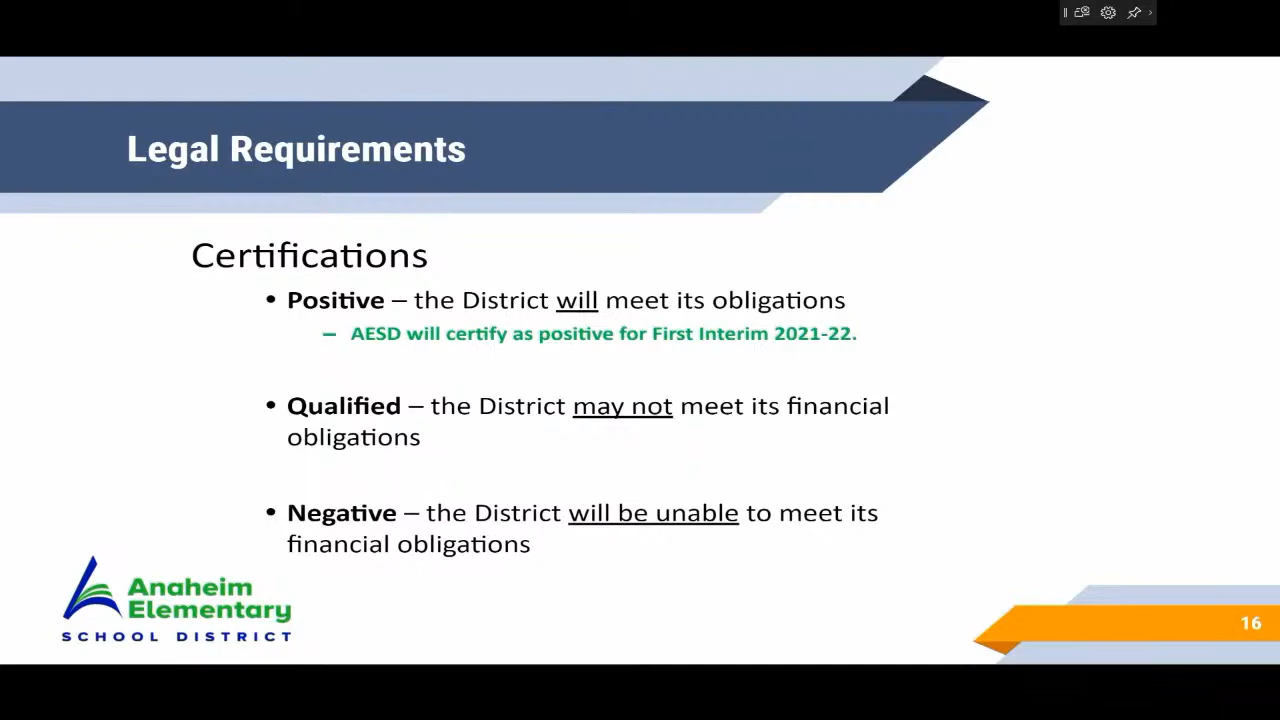 Legal Requirements
Certifications
• Positive – the District will meet its obligations
– AESD will certify as positive for First Interim 2021-22.
• Qualified – the District may not meet its financial
obligations
• Negative – the District will be unable to meet its
financial obligations
Anaheim
Elementary
SCHOOL DISTRICT
16